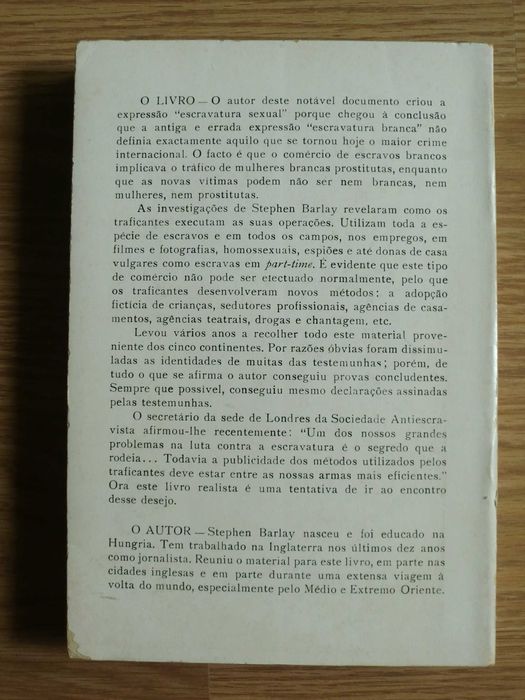 O LIVRO — O autor deste notável documento criou a
expressão "escravatura sexual" porque chegou à conclusão
que a antiga e errada expressão "escravatura branca" não
definia exactamente aquilo que se tornou hoje o maior crime
internacional. O facto é que o comércio de escravos brancos
implicava o tráfico de mulheres brancas prostitutas, enquanto
que as novas vítimas podem não ser nem brancas, nem
mulheres, nem prostitutas.
As investigações de Stephen Barlay revelaram como os
traficantes executam as suas operações. Utilizam toda a es-
pécie de escravos e em todos os campos, nos empregos, em
filmes e fotografias, homossexuais, espiões e até donas de casa
vulgares como escravas em part-time. É evidente que este tipo
de comércio não pode ser efectuado normalmente, pelo que
os traficantes desenvolveram novos métodos: a adopção
fictícia de crianças, sedutores profissionais, agências de casa-
mentos, agências teatrais, drogas e chantagem, etc.
Levou vários anos a recolher todo este material prove-
niente dos cinco continentes. Por razões óbvias foram dissimu-
ladas as identidades de muitas das testemunhas; porém, de
tudo o que se afirma o autor conseguiu provas concludentes.
Sempre que possível, conseguiu mesmo declarações assinadas
pelas testemunhas.
O secretário da sede de Londres da Sociedade Antiescra-
vista afirmou-lhe recentemente: "Um dos nossos grandes
problemas na luta contra a escravatura é o segredo que a
rodeia... Todavia a publicidade dos métodos utilizados pelos
traficantes deve estar entre as nossas armas mais eficientes."
Ora este livro realista é uma tentativa de ir ao encontro
desse desejo.
O AUTOR — Stephen Barlay nasceu e foi educado na
Hungria. Tem trabalhado na Inglaterra nos últimos dez anos
como jornalista. Reuniu o material para este livro, em parte nas
cidades inglesas e em parte durante uma extensa viagem à
volta do mundo, especialmente pelo Médio e Extremo Oriente.